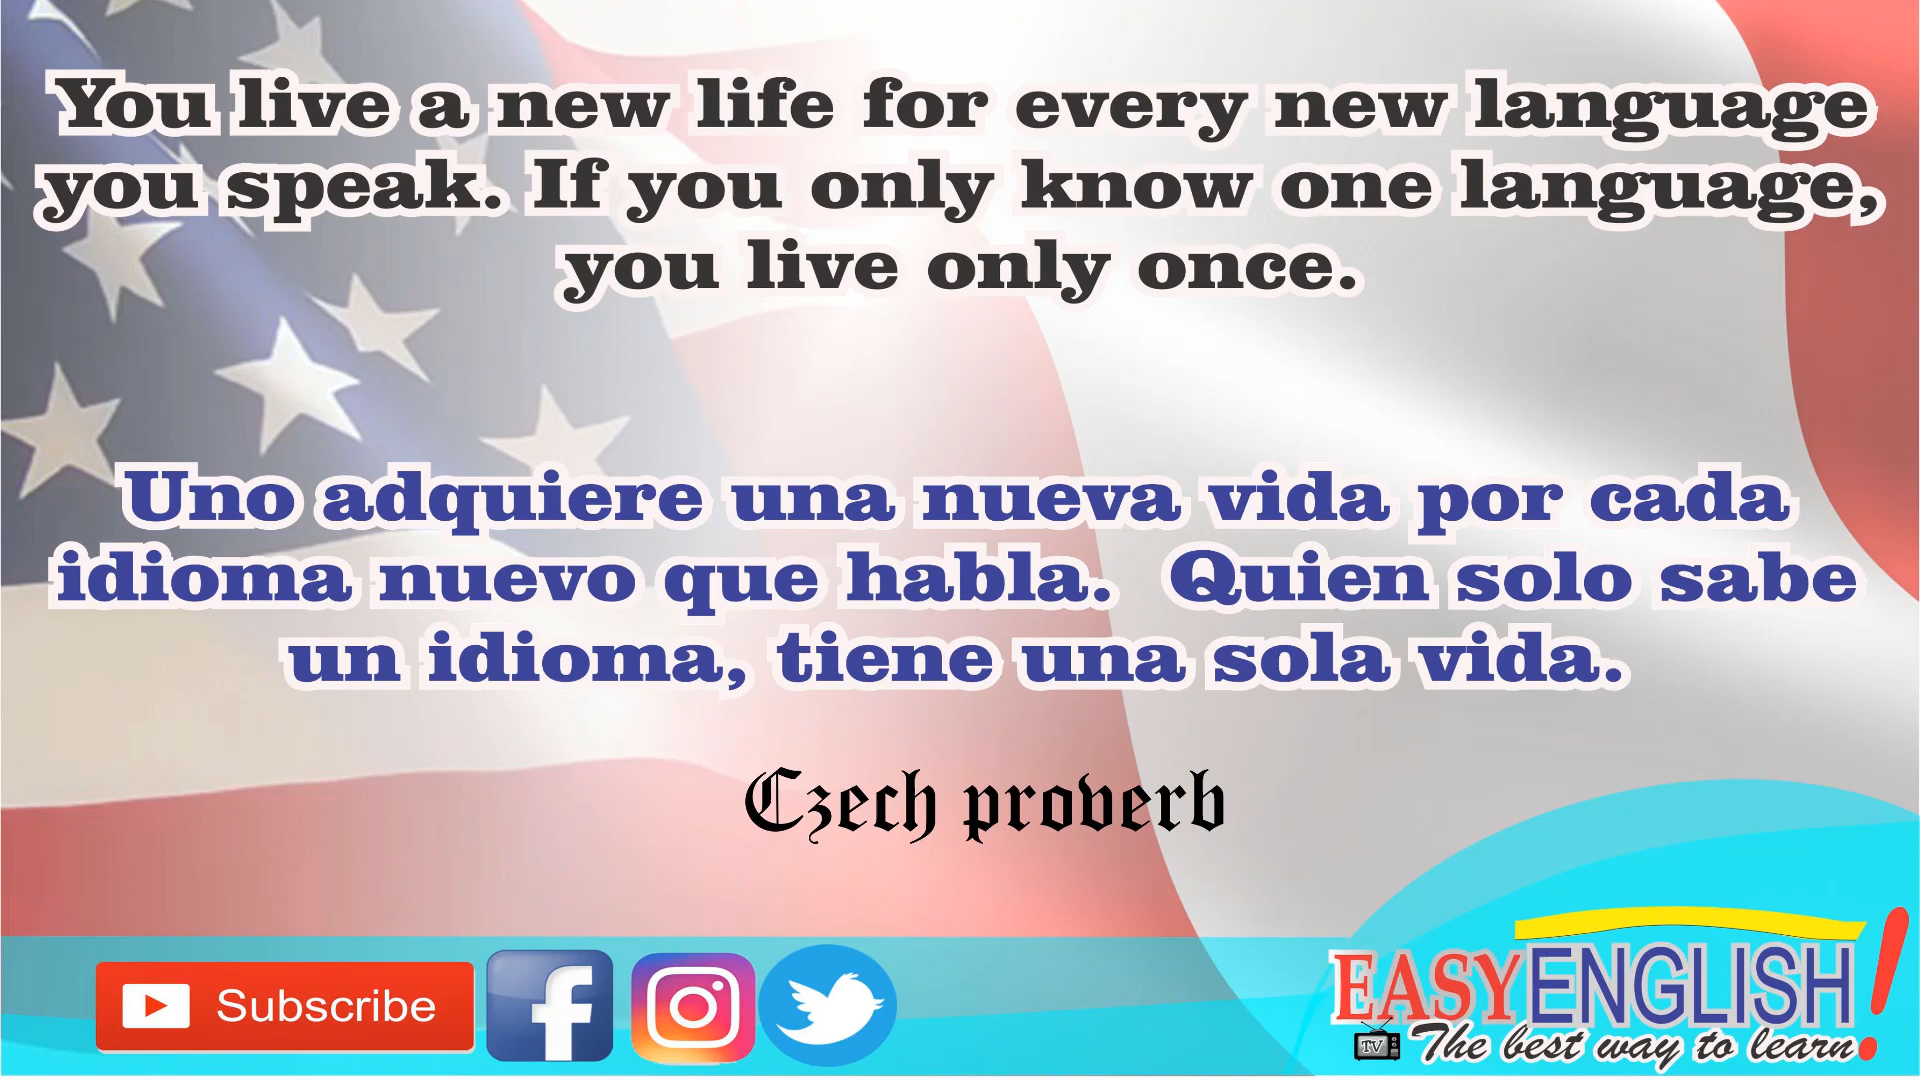 You live a new life for every new language
you speak. If you only know one language,
you live only once.
Uno adquiere una nueva vida por cada
idioma nuevo que habla.  Quien solo sabe
un idioma, tiene una sola vida.
Czech proverb
Subscribe
EASY ENGLISH!
TV The best way to learn